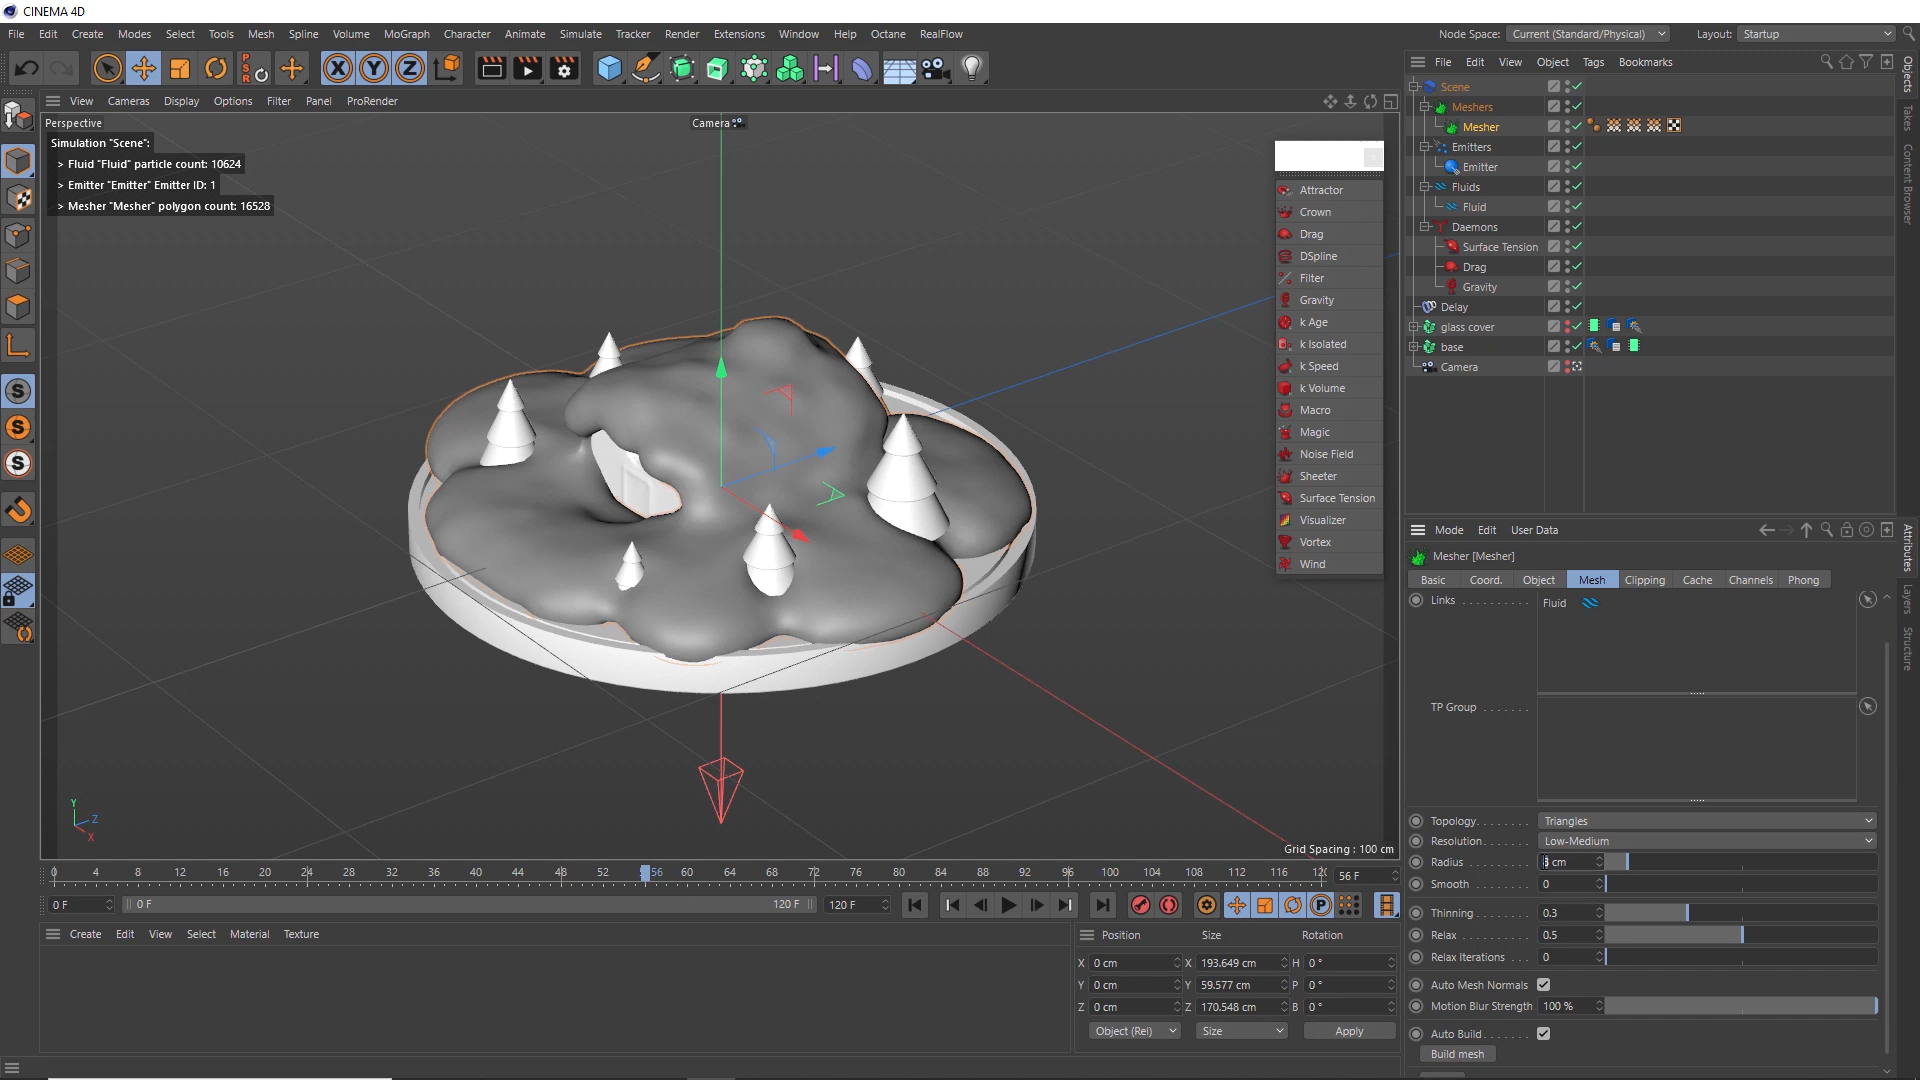 CINEMA 4D
File Edit Create Modes Select Tools Mesh Spline Volume MoGraph Character Animate Simulate Tracker Render Extensions Window Help Octane RealFlow
Node Space: Current (Standard/Physical) Layout: Startup
X Y Z
PSR
File Edit View Object Tags Bookmarks
View Cameras Display Options Filter Panel ProRender
Perspective
Camera
Simulation "Scene":
> Fluid "Fluid" particle count: 10624
> Emitter "Emitter" Emitter ID: 1
> Mesher "Mesher" polygon count: 16528
Attractor
Crown
Drag
DSpline
Filter
Gravity
k Age
k Isolated
k Speed
k Volume
Macro
Magic
Noise Field
Sheeter
Surface Tension
Visualizer
Vortex
Wind
Scene
Meshers
Mesher
Emitters
Emitter
Fluids
Fluid
Daemons
Surface Tension
Drag
Gravity
Delay
glass cover
base
Camera
Objects
Takes
Content Browser
Mode Edit User Data
Attributes
Layers
Structure
Mesher [Mesher]
Basic Coord. Object Mesh Clipping Cache Channels Phong
Links Fluid
TP Group
Topology Triangles
Resolution Low-Medium
Radius 3 cm
Smooth 0
Thinning 0.3
Relax 0.5
Relax Iterations 0
Auto Mesh Normals
Motion Blur Strength 100 %
Auto Build
Build mesh
S
S
S
Y
Z
X
Grid Spacing : 100 cm
0 4 8 12 16 20 24 28 32 36 40 44 48 52 56 60 64 68 72 76 80 84 88 92 96 100 104 108 112 116 120 56 F
0 F 0 F 120 F 120 F
P
Create Edit View Select Material Texture
Position Size Rotation
X 0 cm X 193.649 cm H 0 °
Y 0 cm Y 59.577 cm P 0 °
Z 0 cm Z 170.548 cm B 0 °
Object (Rel) Size Apply